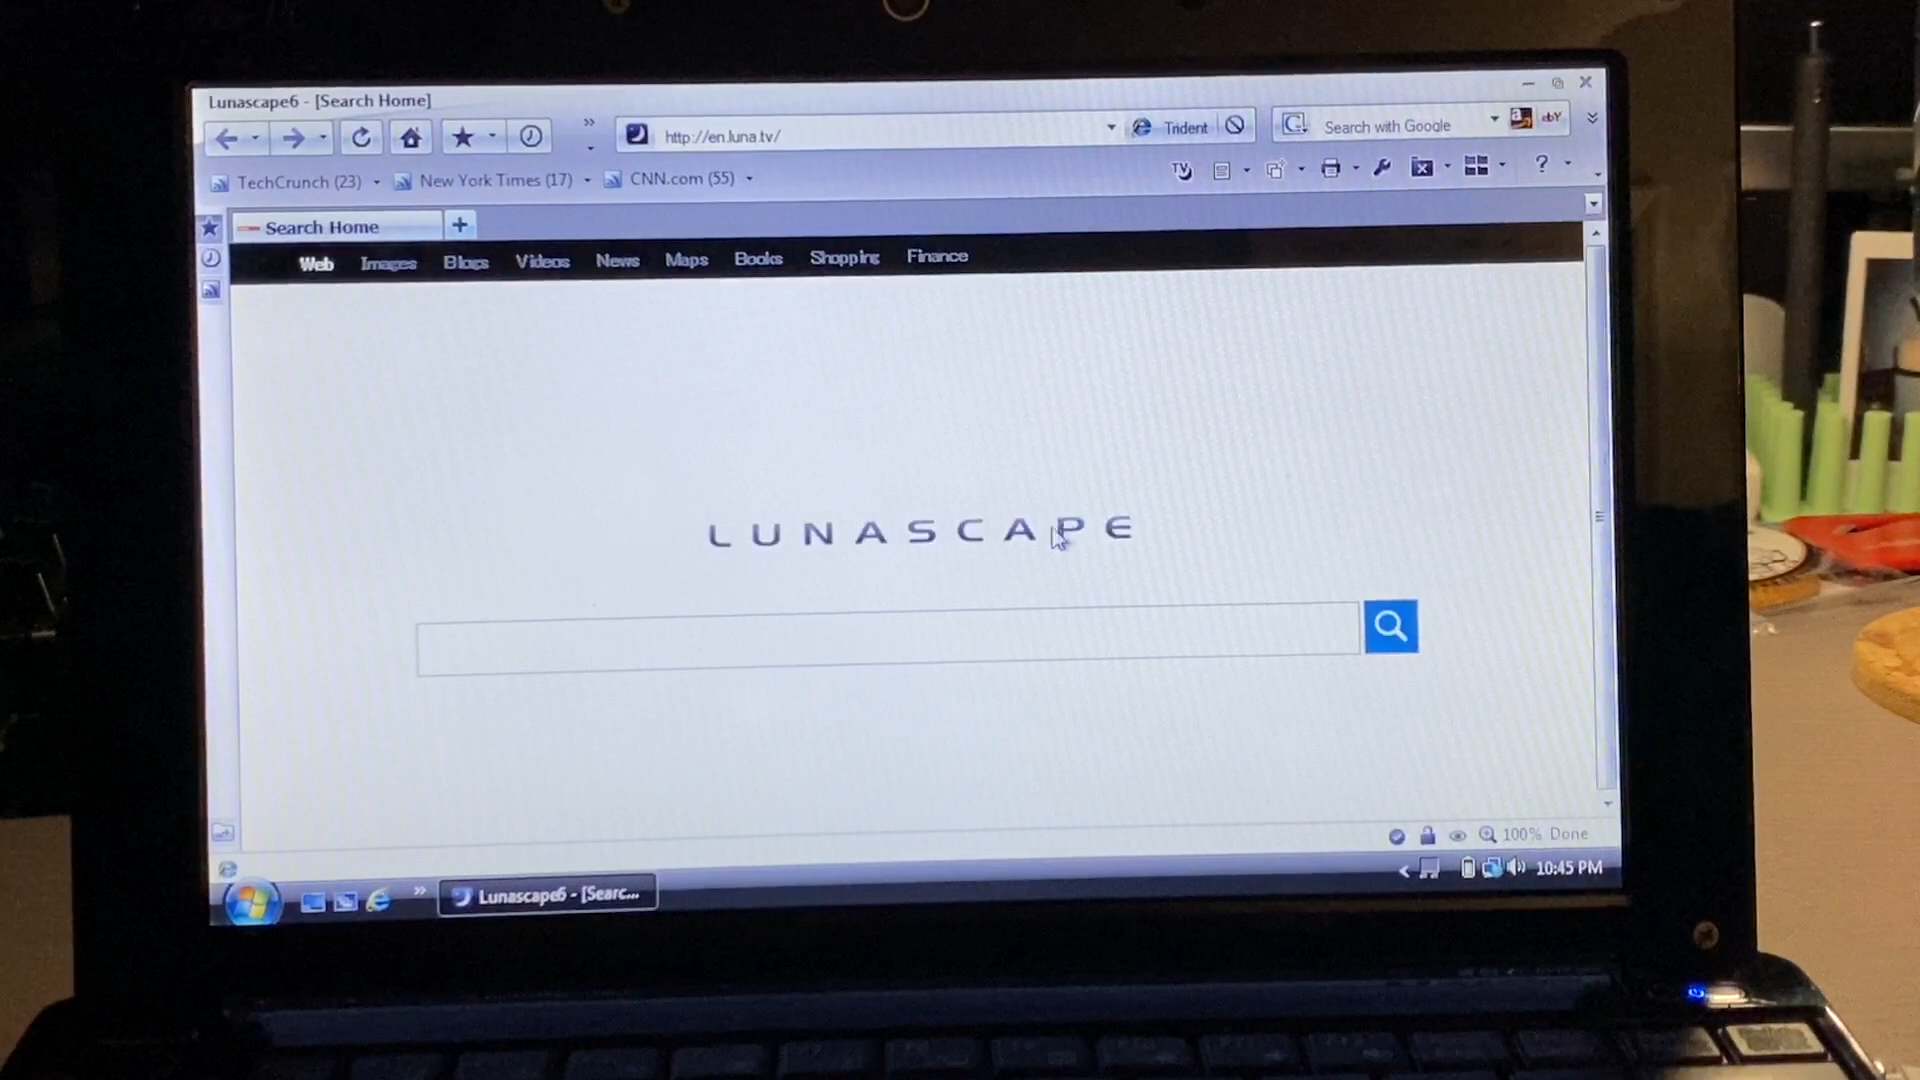 Lunascape6 - [Search Home]
http://en.luna.tv/
Trident
Search with Google
TechCrunch (23)
New York Times (17)
CNN.com (55)
Search Home
Web Images Blogs Videos News Maps Books Shopping Finance
LUNASCAPE
100% Done
Lunascape6 - [Searc...
10:45 PM